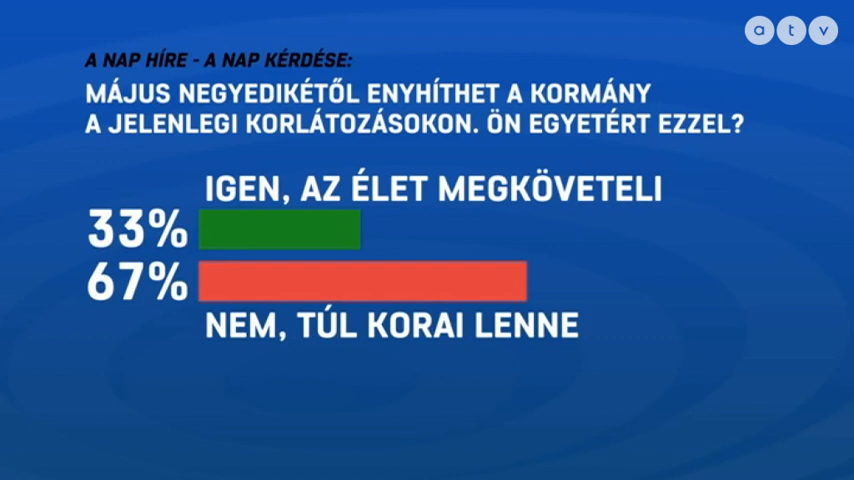 atv
A NAP HÍRE - A NAP KÉRDÉSE:
MÁJUS NEGYEDIKÉTŐL ENYHÍTHET A KORMÁNY
A JELENLEGI KORLÁTOZÁSOKON. ÖN EGYETÉRT EZZEL?
IGEN, AZ ÉLET MEGKÖVETELI
33%
67%
NEM, TÚL KORAI LENNE